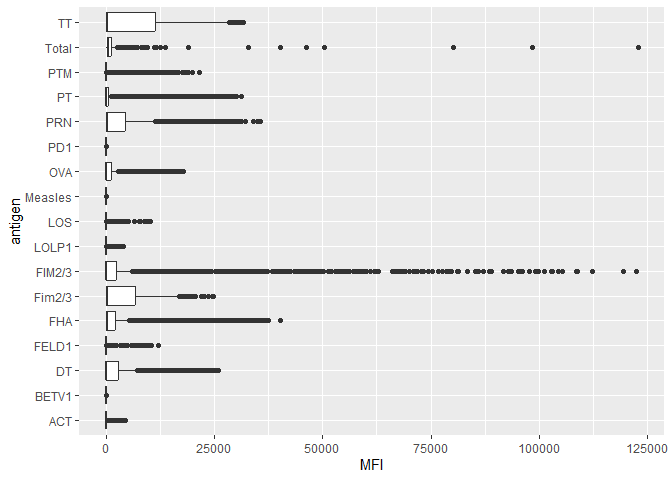 TT
Total
PTM
PT
PRN
PD1
OVA
Measles
LOS
LOLP1
FIM2/3
Fim2/3
FHA
FELD1
DT
BETV1
ACT
antigen
0 25000 50000 75000 100000 125000
MFI